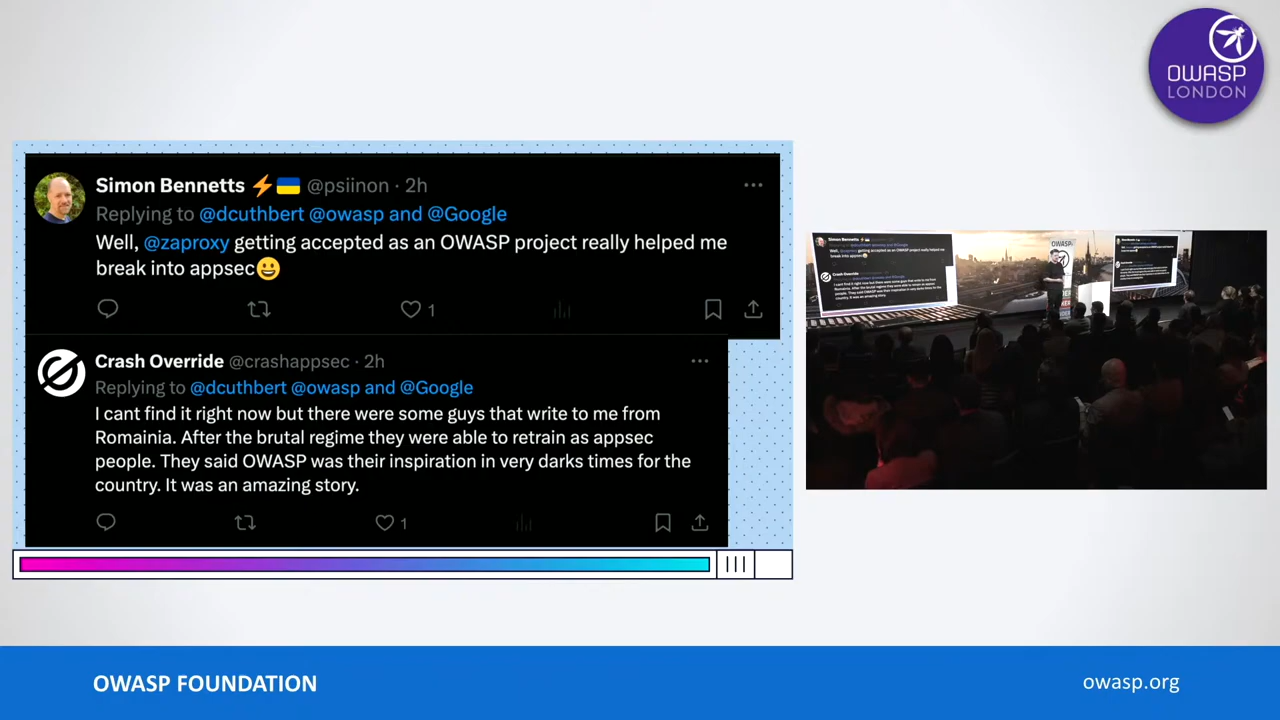 OWASP
LONDON
Simon Bennetts ⚡🇺🇦 @psiinon · 2h
Replying to @dcuthbert @owasp and @Google
Well, @zaproxy getting accepted as an OWASP project really helped me
break into appsec😀
1
Crash Override @crashappsec · 2h
Replying to @dcuthbert @owasp and @Google
I cant find it right now but there were some guys that write to me from
Romainia. After the brutal regime they were able to retrain as appsec
people. They said OWASP was their inspiration in very darks times for the
country. It was an amazing story.
1
OWASP
OWASP FOUNDATION
owasp.org